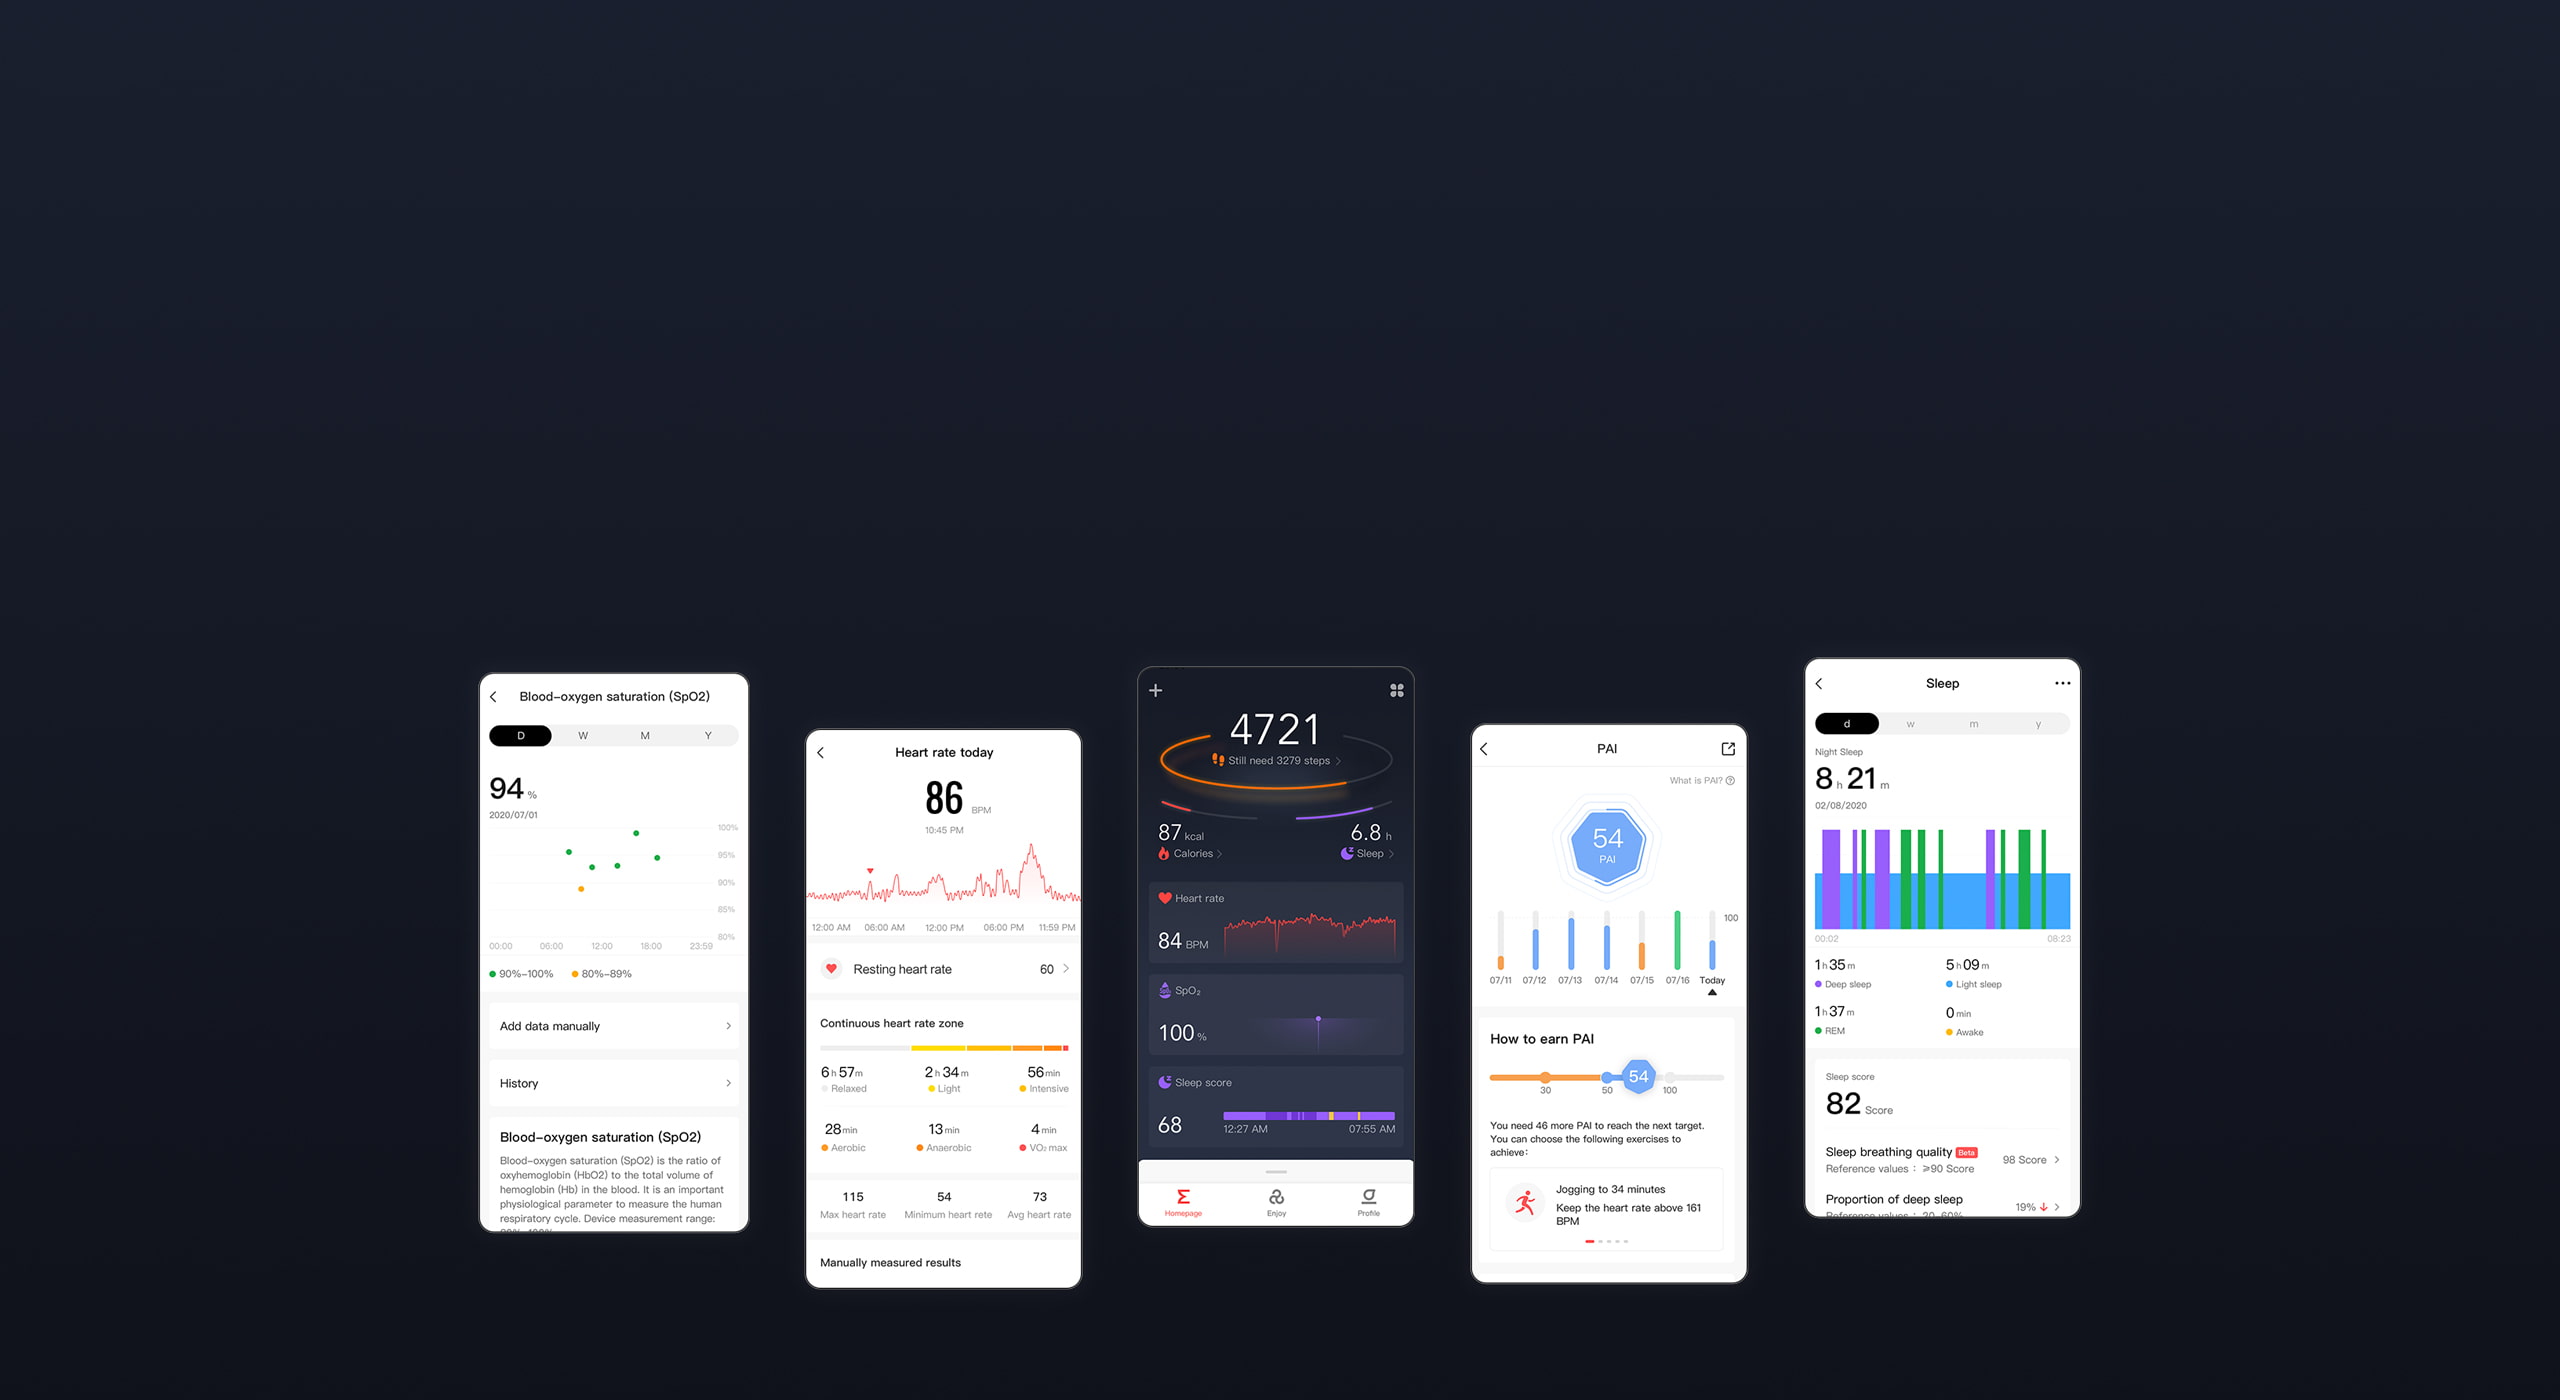 Blood-oxygen saturation (SpO2)
D W M Y
94 %
2020/07/01
100%
95%
90%
85%
80%
00:00 06:00 12:00 18:00 23:59
90%-100% 80%-89%
Add data manually
History
Blood-oxygen saturation (SpO2)
Blood-oxygen saturation (SpO2) is the ratio of
oxyhemoglobin (HbO2) to the total volume of
hemoglobin (Hb) in the blood. It is an important
physiological parameter to measure the human
respiratory cycle. Device measurement range:
Heart rate today
86 BPM
10:45 PM
12:00 AM 06:00 AM 12:00 PM 06:00 PM 11:59 PM
Resting heart rate 60
Continuous heart rate zone
6 h 57 m 2 h 34 m 56 min
Relaxed Light Intensive
28 min 13 min 4 min
Aerobic Anaerobic VO₂ max
115 54 73
Max heart rate Minimum heart rete Avg heart rate
Manually measured results
4721
Still need 3279 steps
87 kcal 6.8 h
Calories Sleep
Heart rate
84 BPM
SpO₂
100 %
Sleep score
68
12:27 AM 07:55 AM
Homepage Enjoy Profile
PAI
What is PAI?
54
PAI
100
07/11 07/12 07/13 07/14 07/15 07/16 Today
How to earn PAI
54
30 50 100
You need 46 more PAI to reach the next target.
You can choose the following exercises to
achieve:
Jogging to 34 minutes
Keep the heart rate above 161
BPM
Sleep
d w m y
Night Sleep
8 h 21 m
02/08/2020
00:02 08:23
1 h 35 m 5 h 09 m
Deep sleep Light sleep
1 h 37 m 0 min
REM Awake
Sleep score
82 Score
Sleep breathing quality Beta
98 Score
Reference values : ≥90 Score
Proportion of deep sleep
19%
Reference values : 20-60%